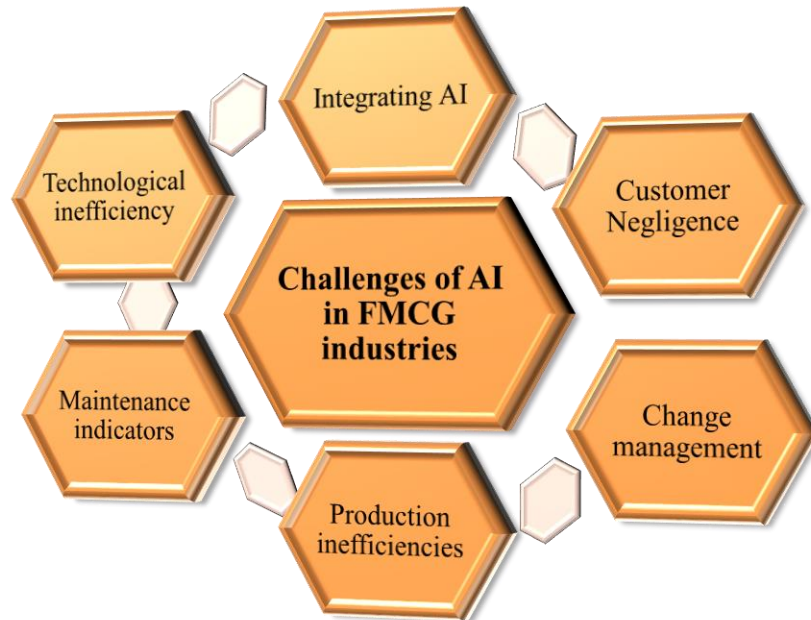 Integrating AI
Technological
inefficiency
Customer
Negligence
Challenges of AI
in FMCG
industries
Maintenance
indicators
Change
management
Production
inefficiencies